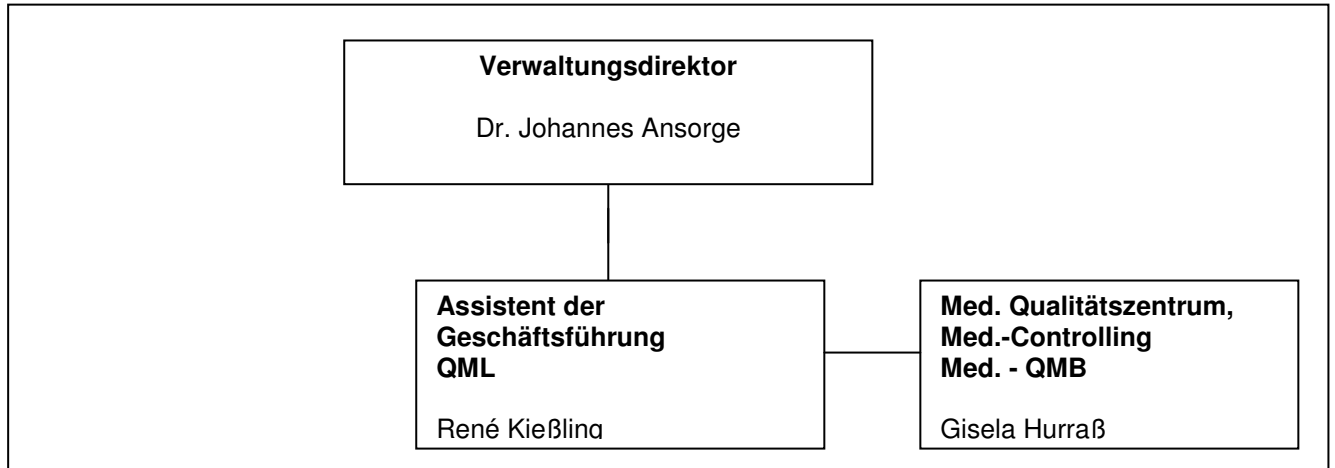 Verwaltungsdirektor
Dr. Johannes Ansorge
Assistent der
Geschäftsführung
QML
René Kießling
Med. Qualitätszentrum,
Med.-Controlling
Med. - QMB
Gisela Hurraß